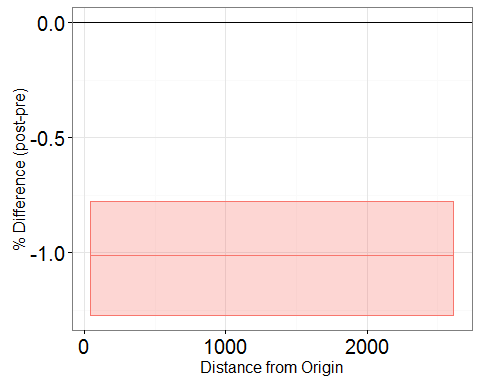 0.0
-0.5
-1.0
% Difference (post-pre)
0 1000 2000
Distance from Origin